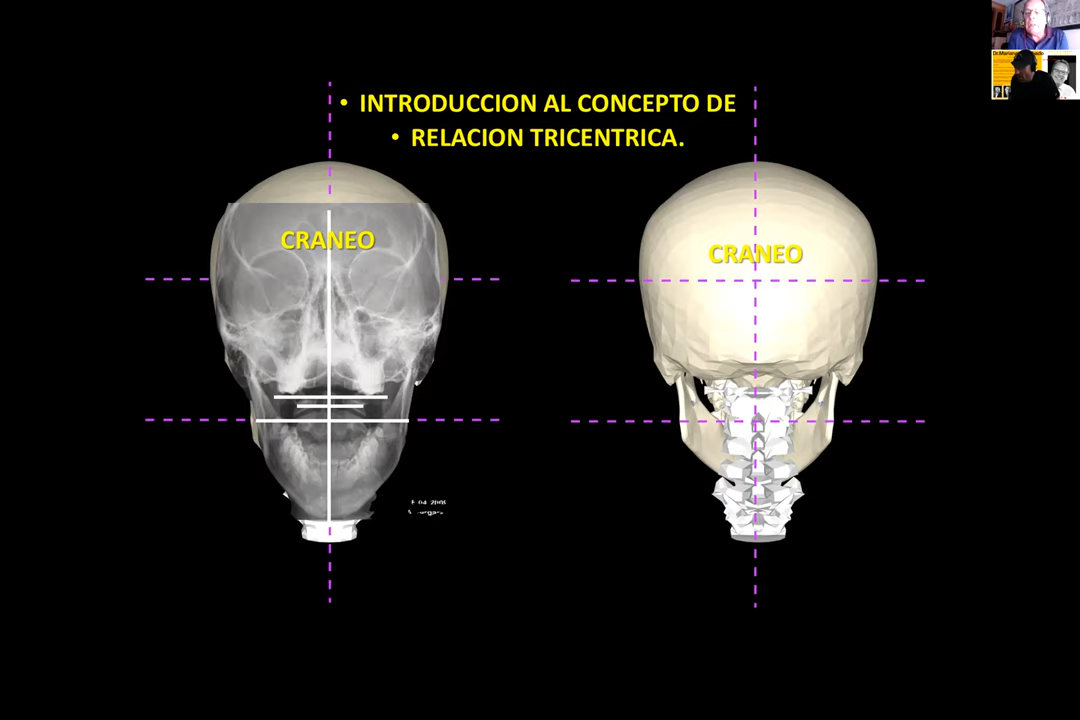 • INTRODUCCION AL CONCEPTO DE
• RELACION TRICENTRICA.
CRANEO
CRANEO